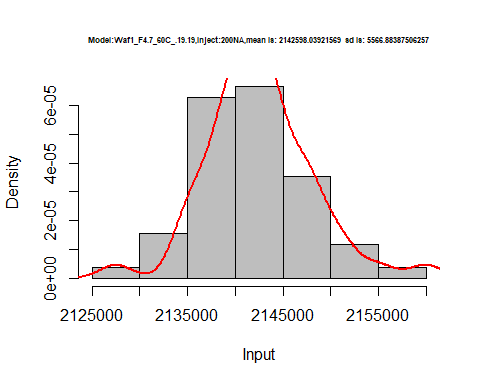 Model:Waf1_F4.7_60C_.19.19,Inject:200NA,mean is: 2142598.03921569 sd is: 5566.88387506257
Density
0e+00 2e-05 4e-05 6e-05
2125000 2135000 2145000 2155000
Input